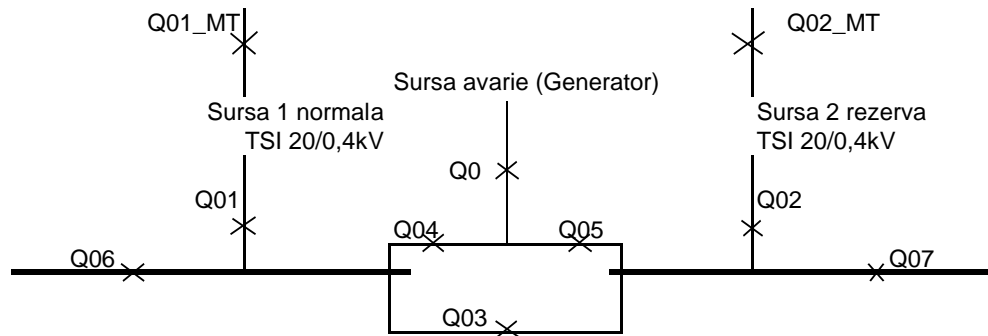 Q01_MT
Q02_MT
Sursa avarie (Generator)
Sursa 1 normala
TSI 20/0,4kV
Sursa 2 rezerva
TSI 20/0,4kV
Q0
Q01
Q02
Q04
Q05
Q06
Q07
Q03